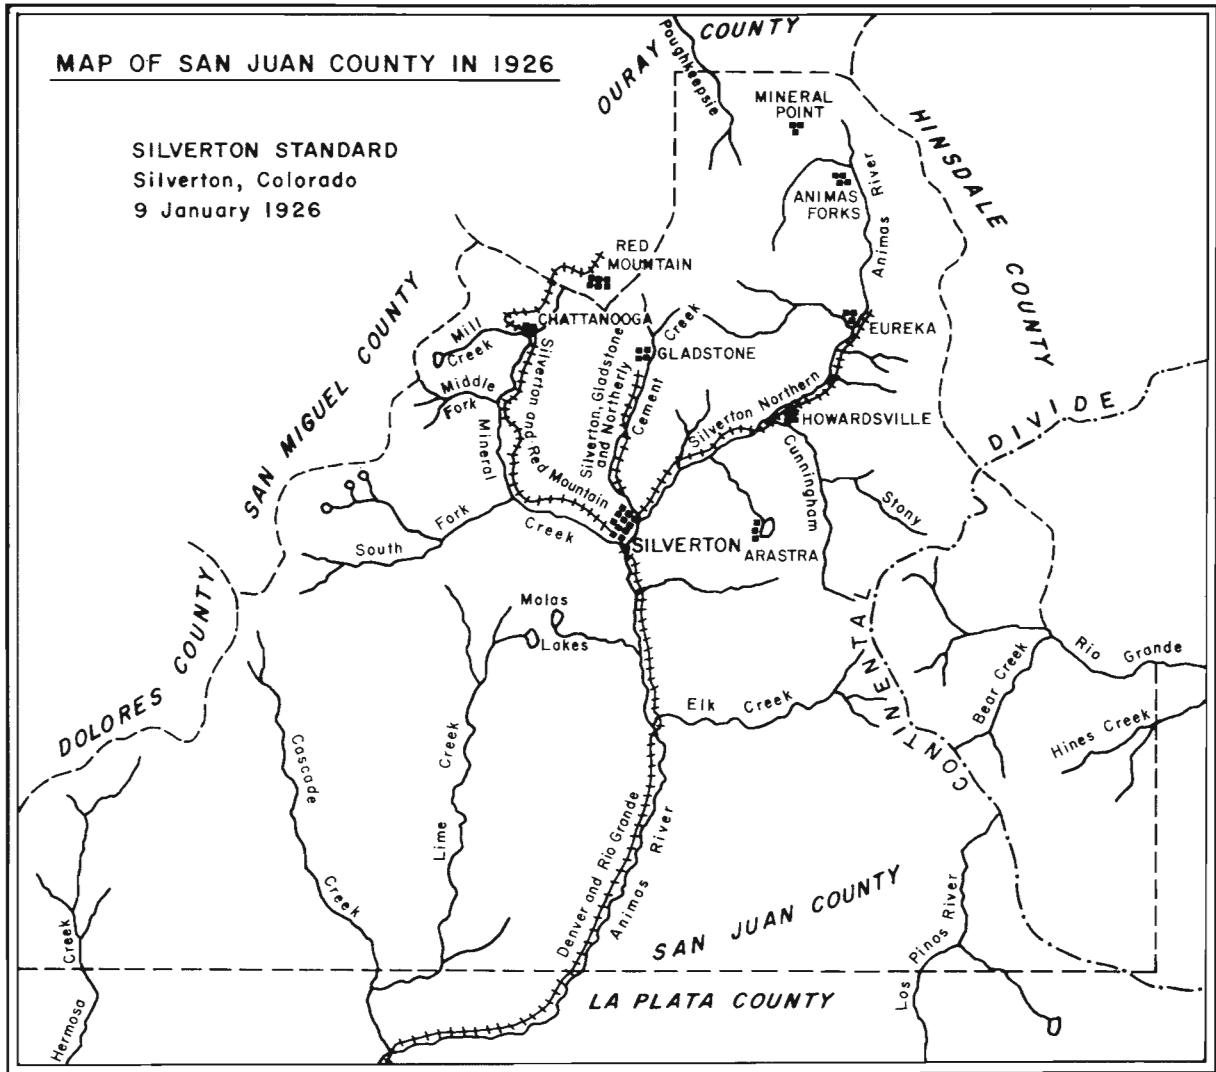 MAP OF SAN JUAN COUNTY IN 1926
SILVERTON STANDARD
Silverton, Colorado
9 January 1926
OURAY COUNTY
Poughkeepsie
MINERAL
POINT
HINSDALE COUNTY
ANIMAS
FORKS
Animas River
RED
MOUNTAIN
SAN MIGUEL COUNTY
CHATTANOOGA
Mill
Creek
Middle
Fork
Mineral
Creek
Silverton and Red Mountain
Silverton, Gladstone
and Northerly
Cement Creek
GLADSTONE
EUREKA
Silverton Northern
HOWARDSVILLE
Cunningham
Stony
CONTINENTAL DIVIDE
South Fork
SILVERTON
ARASTRA
DOLORES COUNTY
Molas
Lakes
Elk Creek
Bear Creek
Rio Grande
Hines Creek
Cascade Creek
Lime Creek
Denver and Rio Grande
Animas River
SAN JUAN COUNTY
LA PLATA COUNTY
Los Pinos River
Hermosa Creek